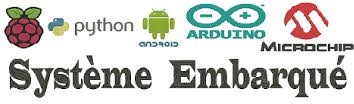 python
ANDROID
ARDUINO
MICROCHIP
Système Embarqué